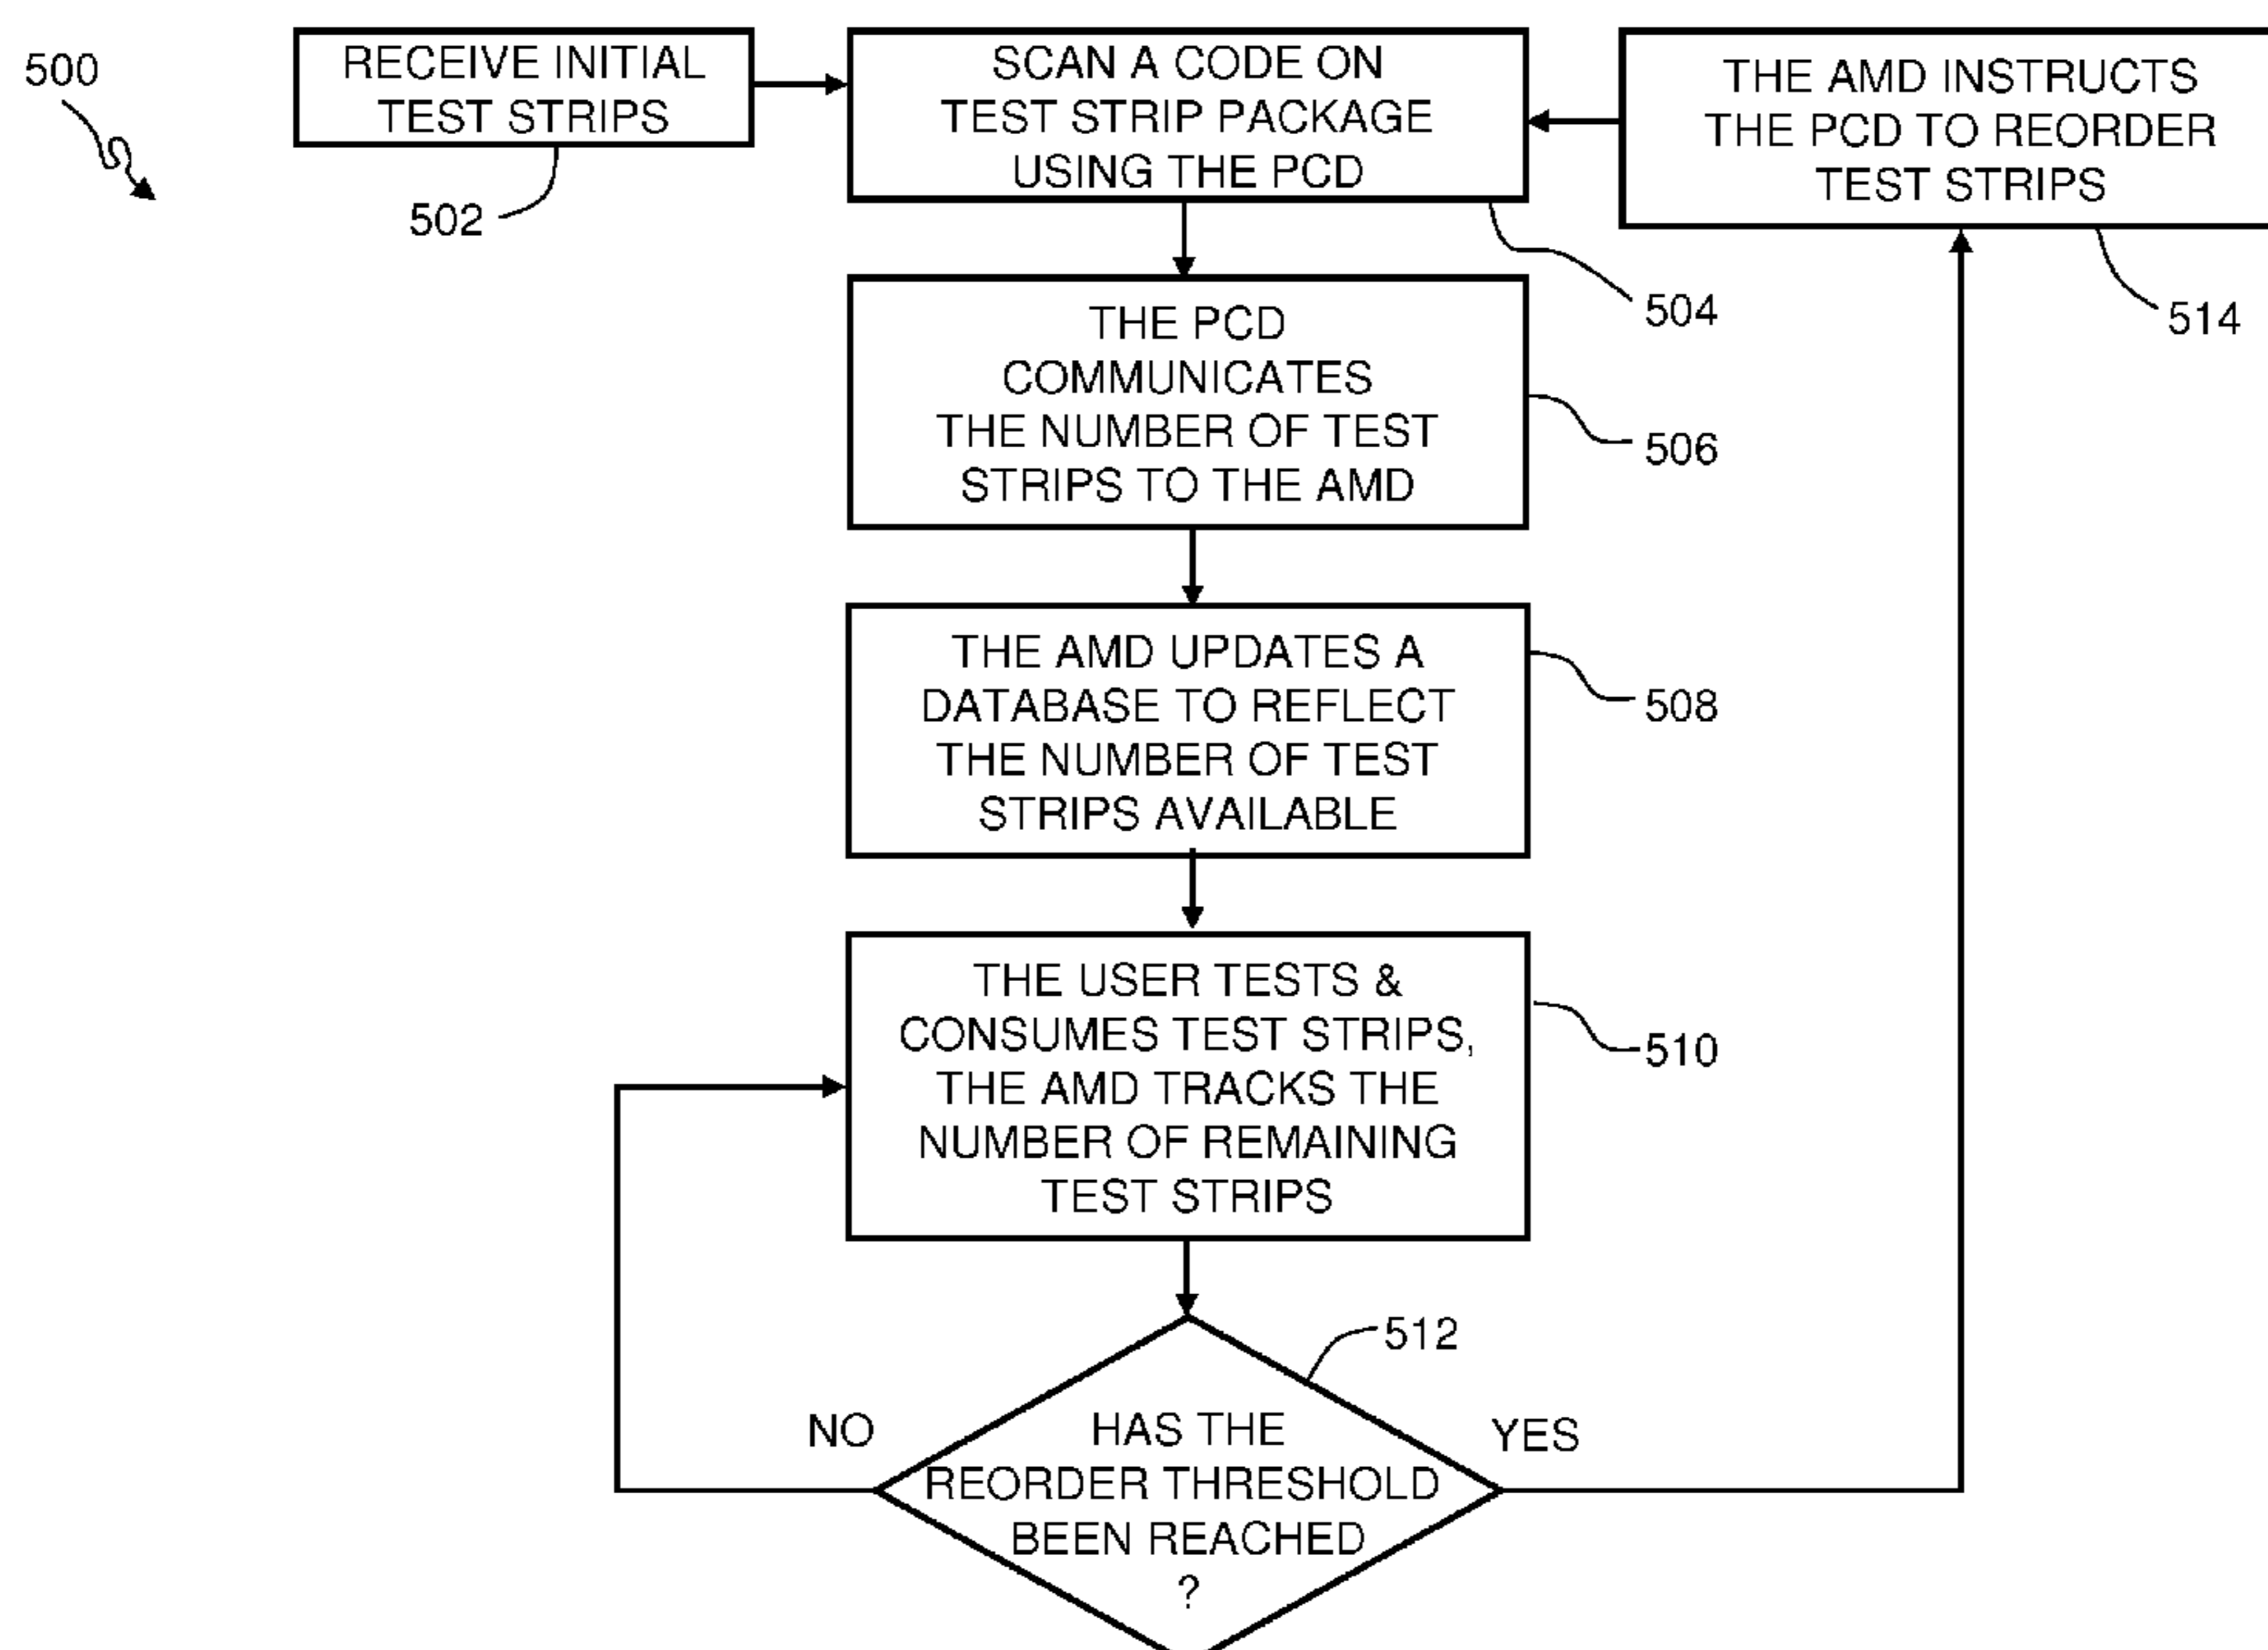 500
RECEIVE INITIAL
TEST STRIPS
502
SCAN A CODE ON
TEST STRIP PACKAGE
USING THE PCD
504
THE AMD INSTRUCTS
THE PCD TO REORDER
TEST STRIPS
514
THE PCD
COMMUNICATES
THE NUMBER OF TEST
STRIPS TO THE AMD
506
THE AMD UPDATES A
DATABASE TO REFLECT
THE NUMBER OF TEST
STRIPS AVAILABLE
508
THE USER TESTS &
CONSUMES TEST STRIPS,
THE AMD TRACKS THE
NUMBER OF REMAINING
TEST STRIPS
510
512
NO
HAS THE
REORDER THRESHOLD
BEEN REACHED
?
YES